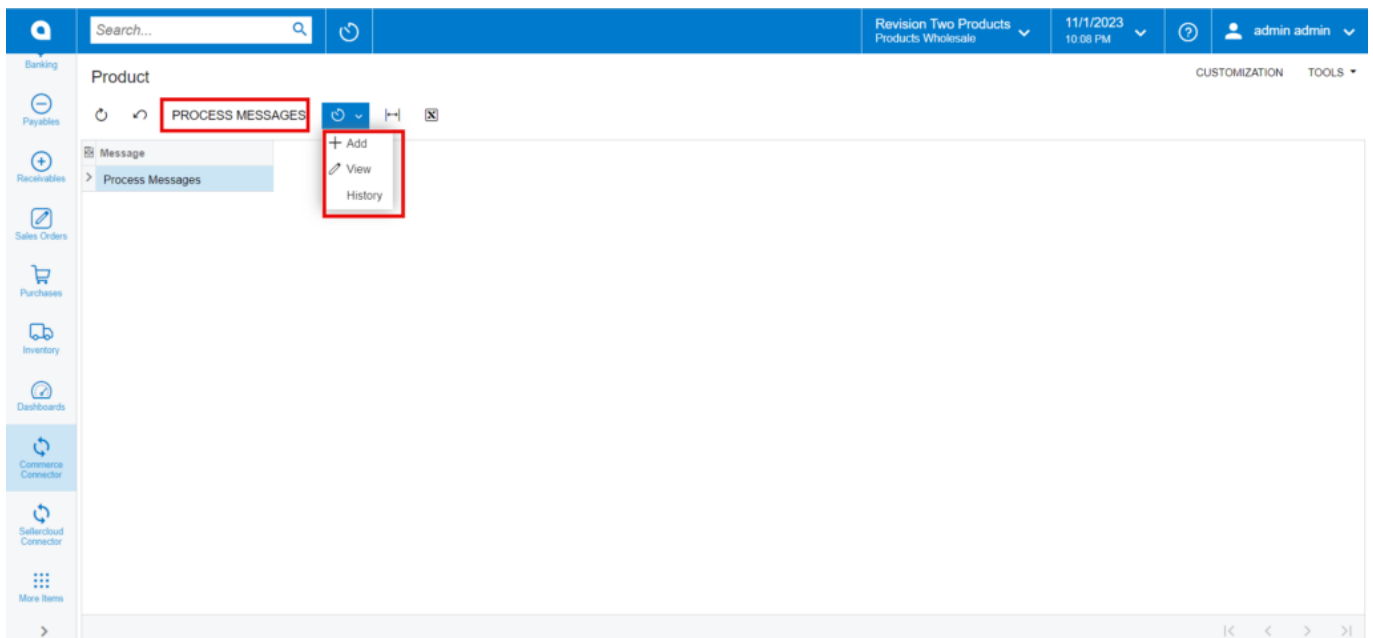 Search...
Revision Two Products
Products Wholesale
11/1/2023
10:08 PM
admin admin
Banking
Payables
Receivables
Sales Orders
Purchases
Inventory
Dashboards
Commerce
Connector
Sellercloud
Connector
More Items
Product
CUSTOMIZATION TOOLS
PROCESS MESSAGES
Add
View
History
Message
Process Messages